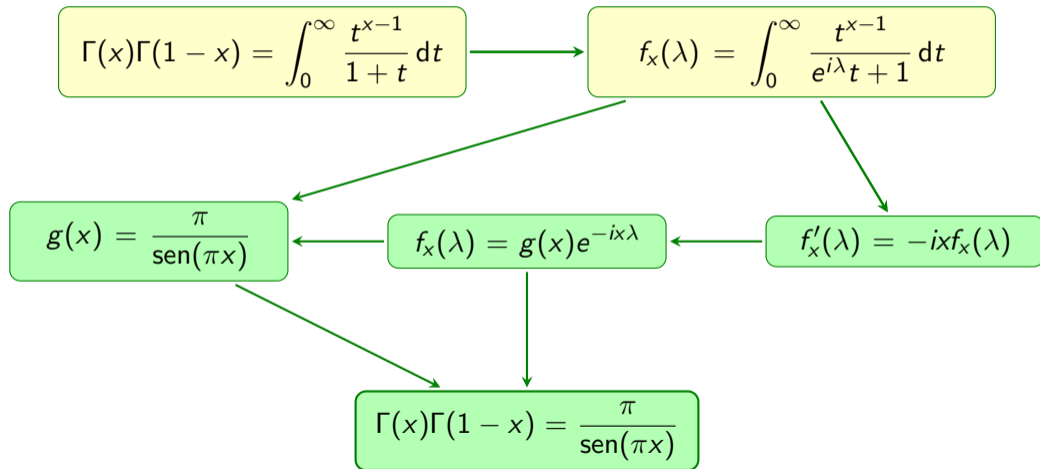 Γ(x)Γ(1 − x) = ∫₀^∞ t^{x−1}/(1 + t) dt
f_x(λ) = ∫₀^∞ t^{x−1}/(e^{iλ}t + 1) dt
g(x) = π/sen(πx)
f_x(λ) = g(x)e^{−ixλ}
f′_x(λ) = −ixf_x(λ)
Γ(x)Γ(1 − x) = π/sen(πx)